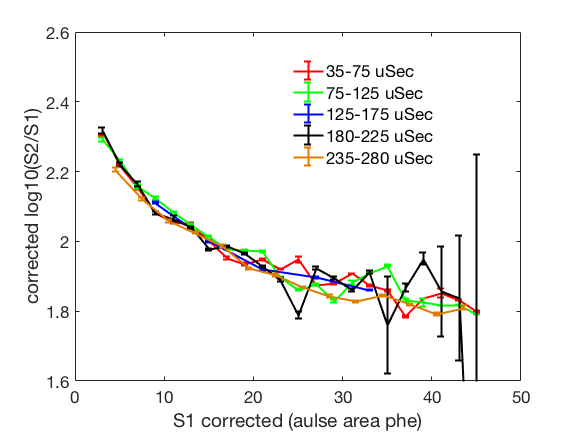 2.6
2.4
2.2
2
1.8
1.6
corrected log10(S2/S1)
35-75 uSec
75-125 uSec
125-175 uSec
180-225 uSec
235-280 uSec
0
10
20
30
40
50
S1 corrected (aulse area phe)